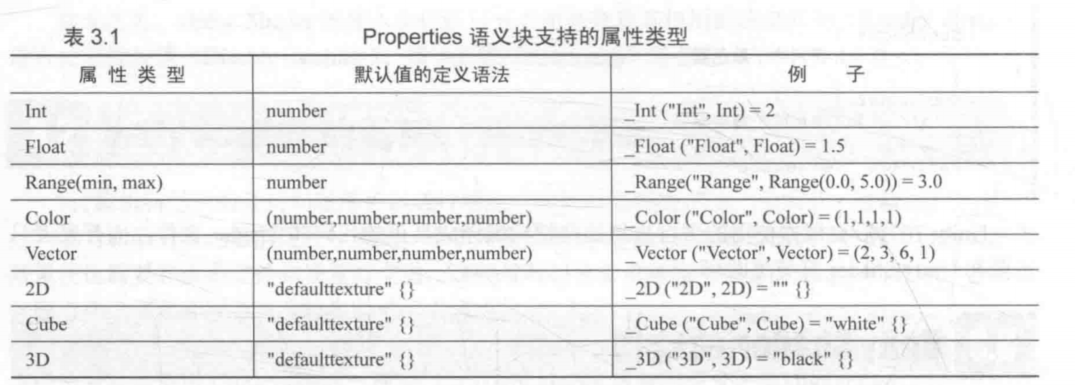 表 3.1 Properties 语义块支持的属性类型
属 性 类 型 默认值的定义语法 例 子
Int number _Int ("Int", Int) = 2
Float number _Float ("Float", Float) = 1.5
Range(min, max) number _Range("Range", Range(0.0, 5.0)) = 3.0
Color (number,number,number,number) _Color ("Color", Color) = (1,1,1,1)
Vector (number,number,number,number) _Vector ("Vector", Vector) = (2, 3, 6, 1)
2D "defaulttexture" {} _2D ("2D", 2D) = "" {}
Cube "defaulttexture" {} _Cube ("Cube", Cube) = "white" {}
3D "defaulttexture" {} _3D ("3D", 3D) = "black" {}